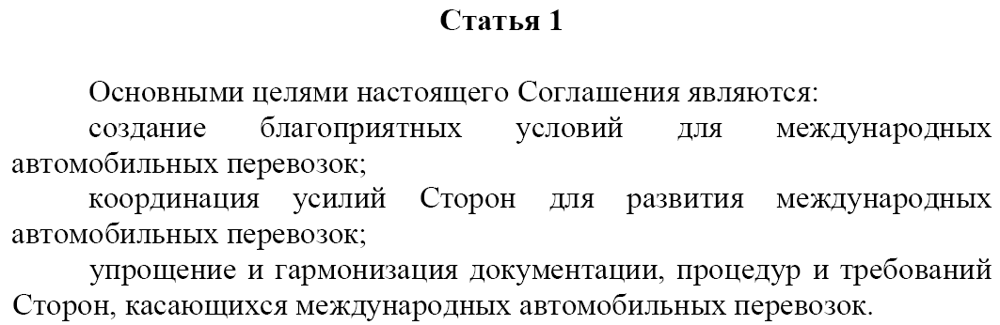 Статья 1
Основными целями настоящего Соглашения являются:
создание благоприятных условий для международных
автомобильных перевозок;
координация усилий Сторон для развития международных
автомобильных перевозок;
упрощение и гармонизация документации, процедур и требований
Сторон, касающихся международных автомобильных перевозок.